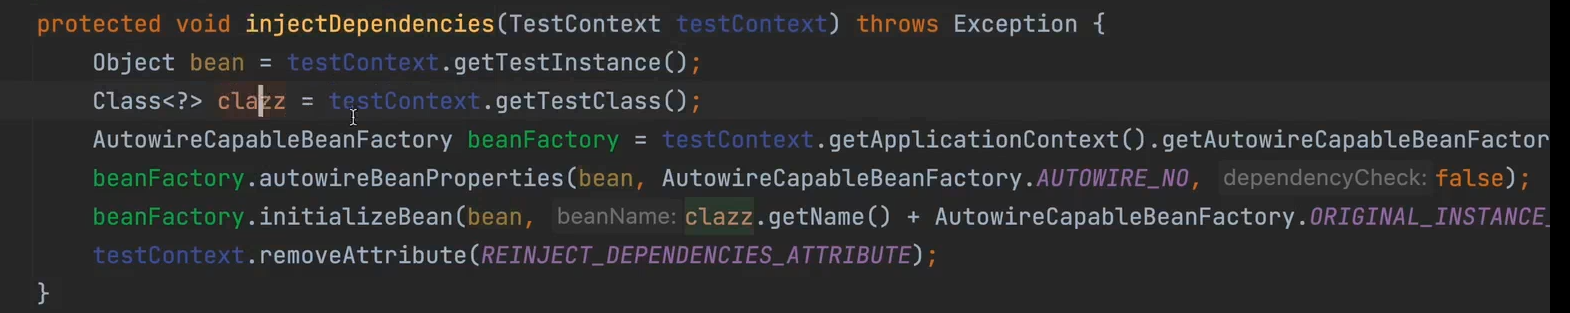 protected void injectDependencies(TestContext testContext) throws Exception {
Object bean = testContext.getTestInstance();
Class<?> clazz = testContext.getTestClass();
AutowireCapableBeanFactory beanFactory = testContext.getApplicationContext().getAutowireCapableBeanFactor
beanFactory.autowireBeanProperties(bean, AutowireCapableBeanFactory.AUTOWIRE_NO, dependencyCheck: false);
beanFactory.initializeBean(bean, beanName: clazz.getName() + AutowireCapableBeanFactory.ORIGINAL_INSTANCE_
testContext.removeAttribute(REINJECT_DEPENDENCIES_ATTRIBUTE);
}